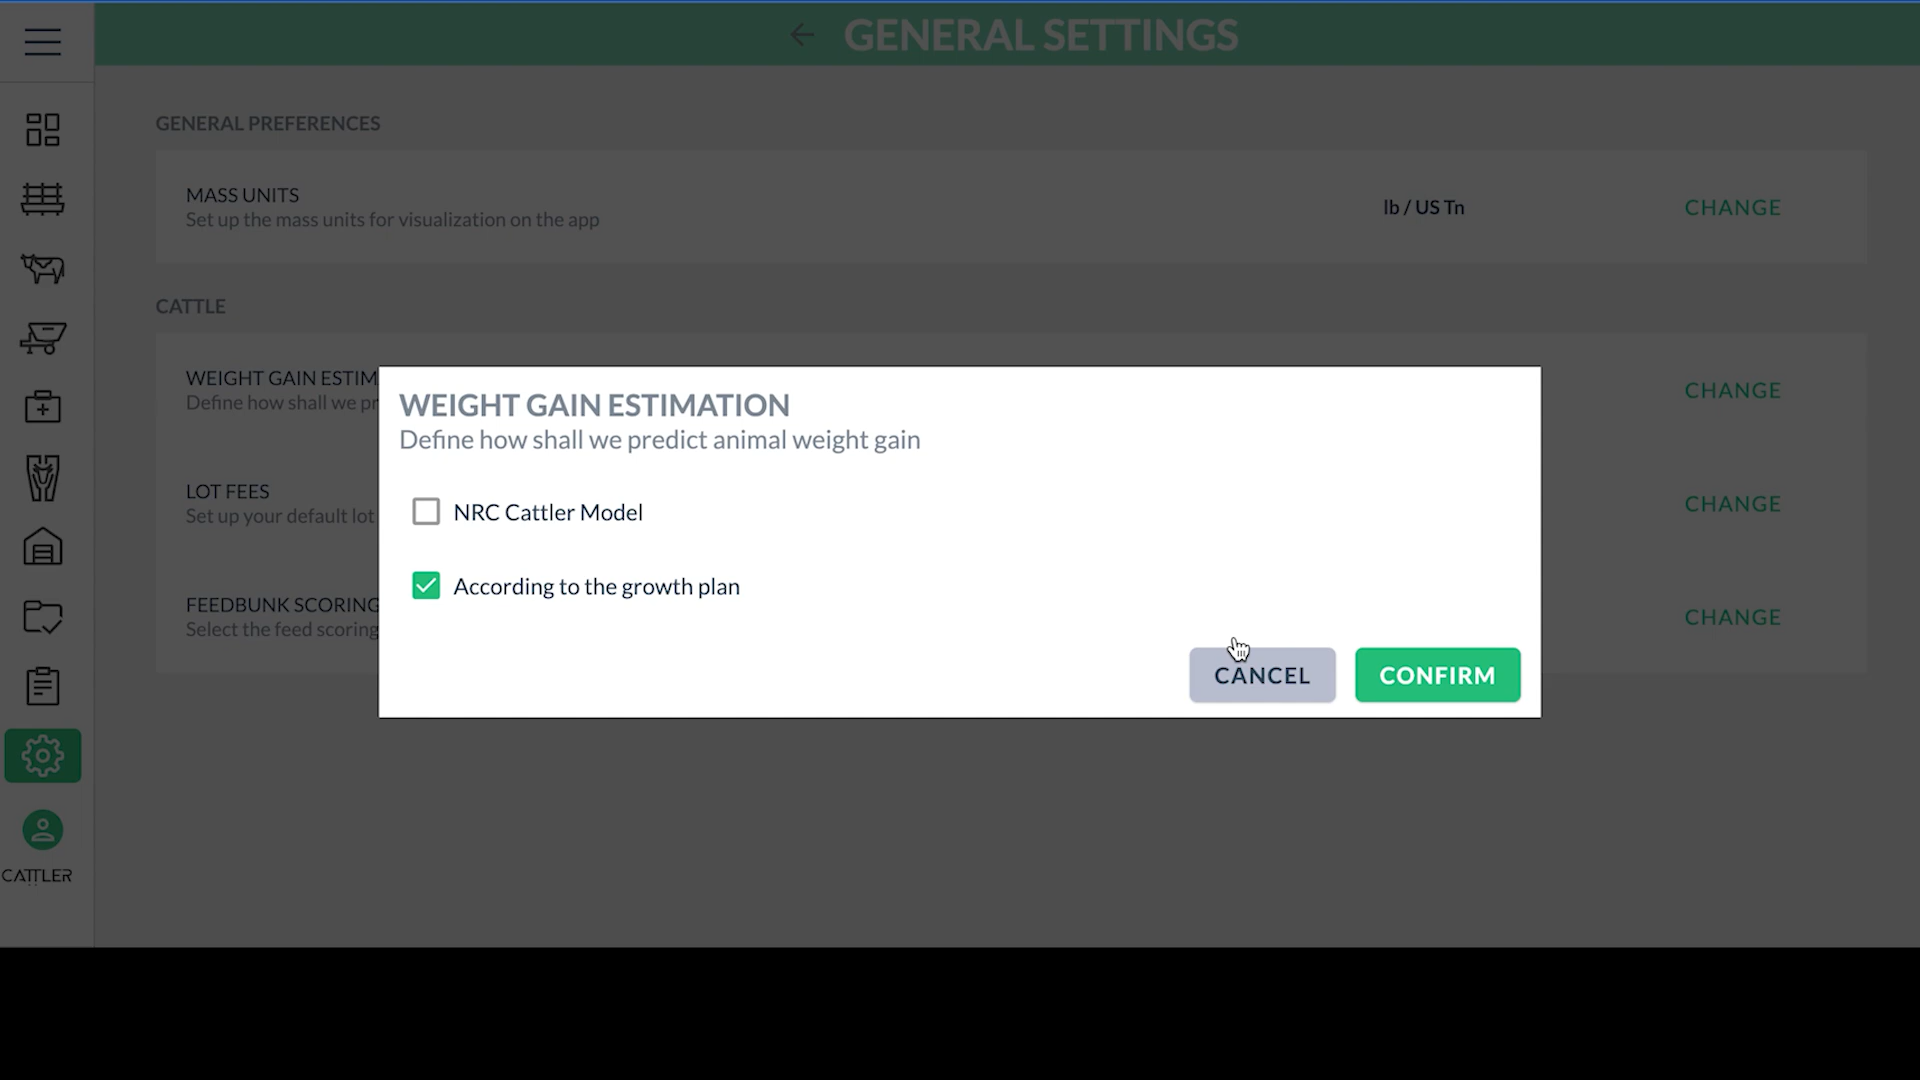 GENERAL SETTINGS
GENERAL PREFERENCES
MASS UNITS
Set up the mass units for visualization on the app
lb / US Tn
CHANGE
CATTLE
WEIGHT GAIN ESTIM
Define how shall we pr
CHANGE
WEIGHT GAIN ESTIMATION
Define how shall we predict animal weight gain
NRC Cattler Model
According to the growth plan
CANCEL
CONFIRM
LOT FEES
Set up your default lot
CHANGE
FEEDBUNK SCORING
Select the feed scoring
CHANGE
CATTLER